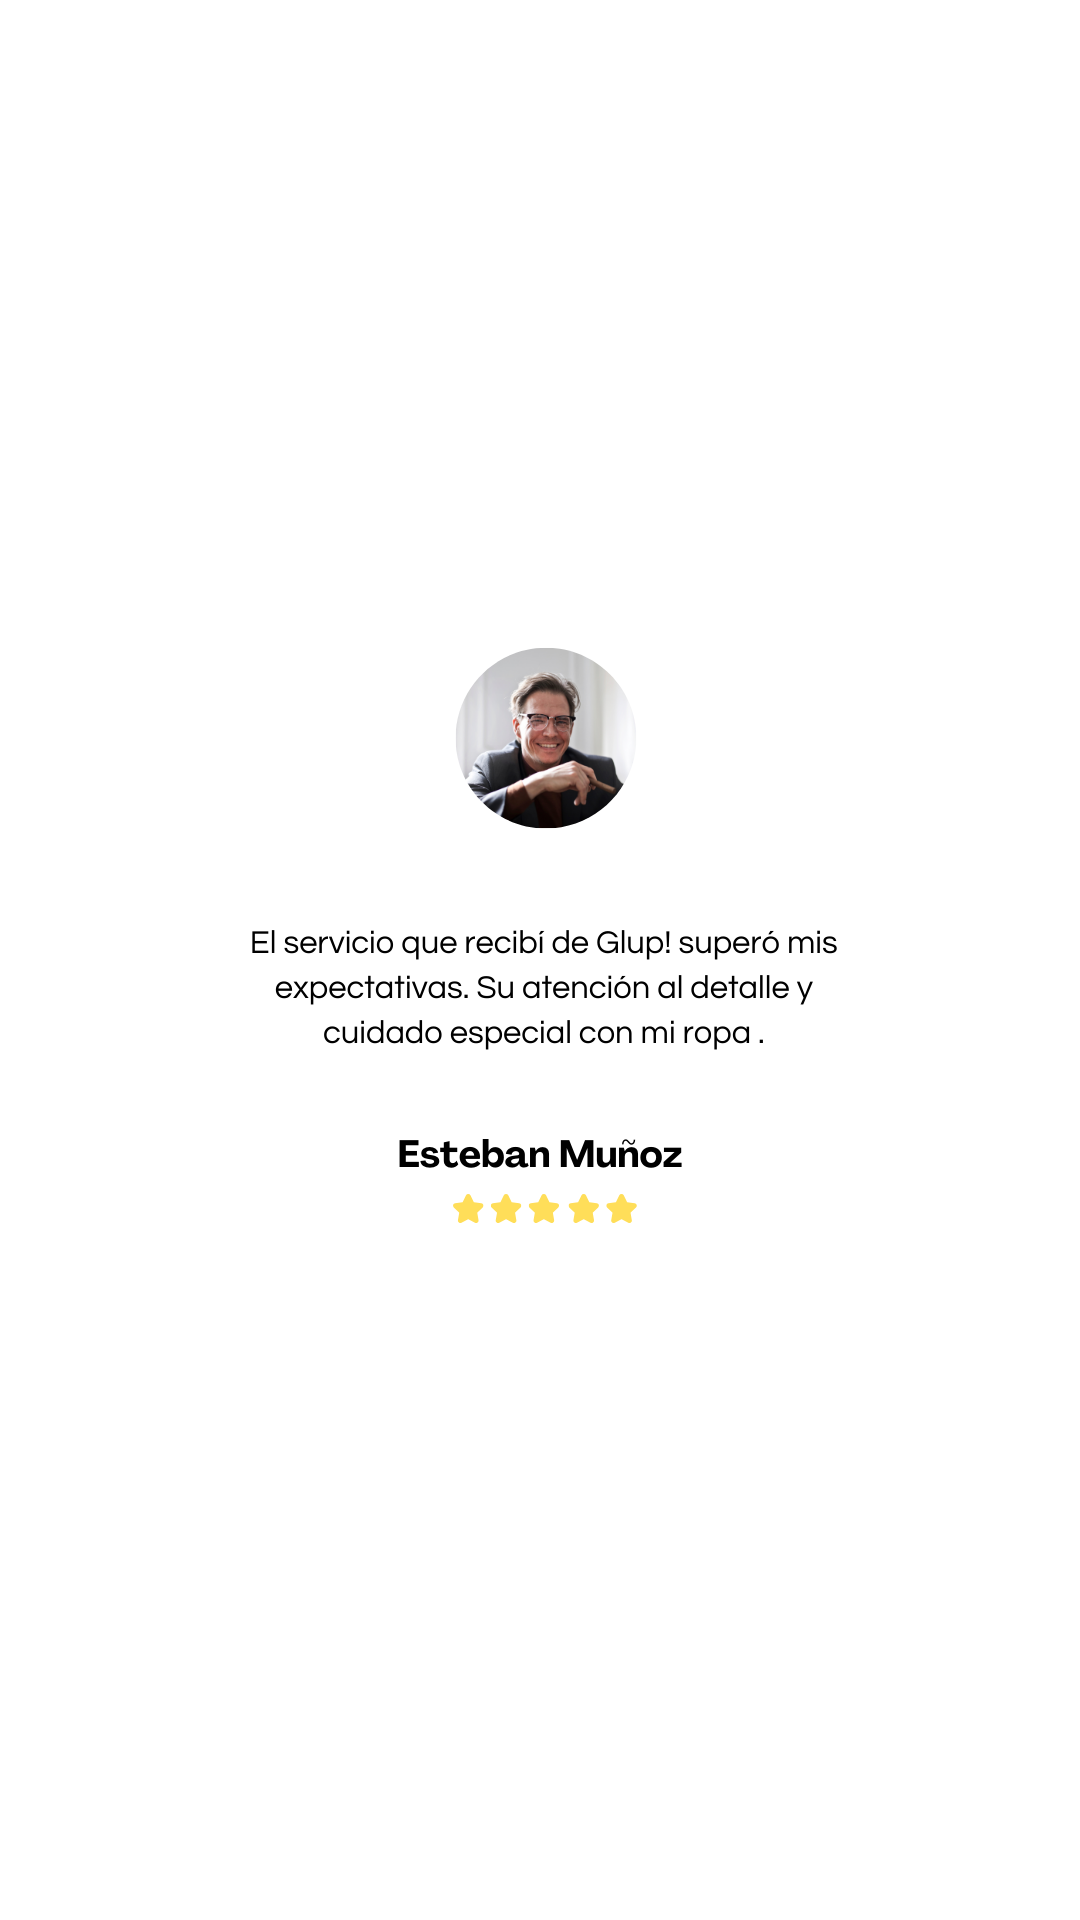 El servicio que recibí de Glup! superó mis
expectativas. Su atención al detalle y
cuidado especial con mi ropa .
Esteban Muñoz